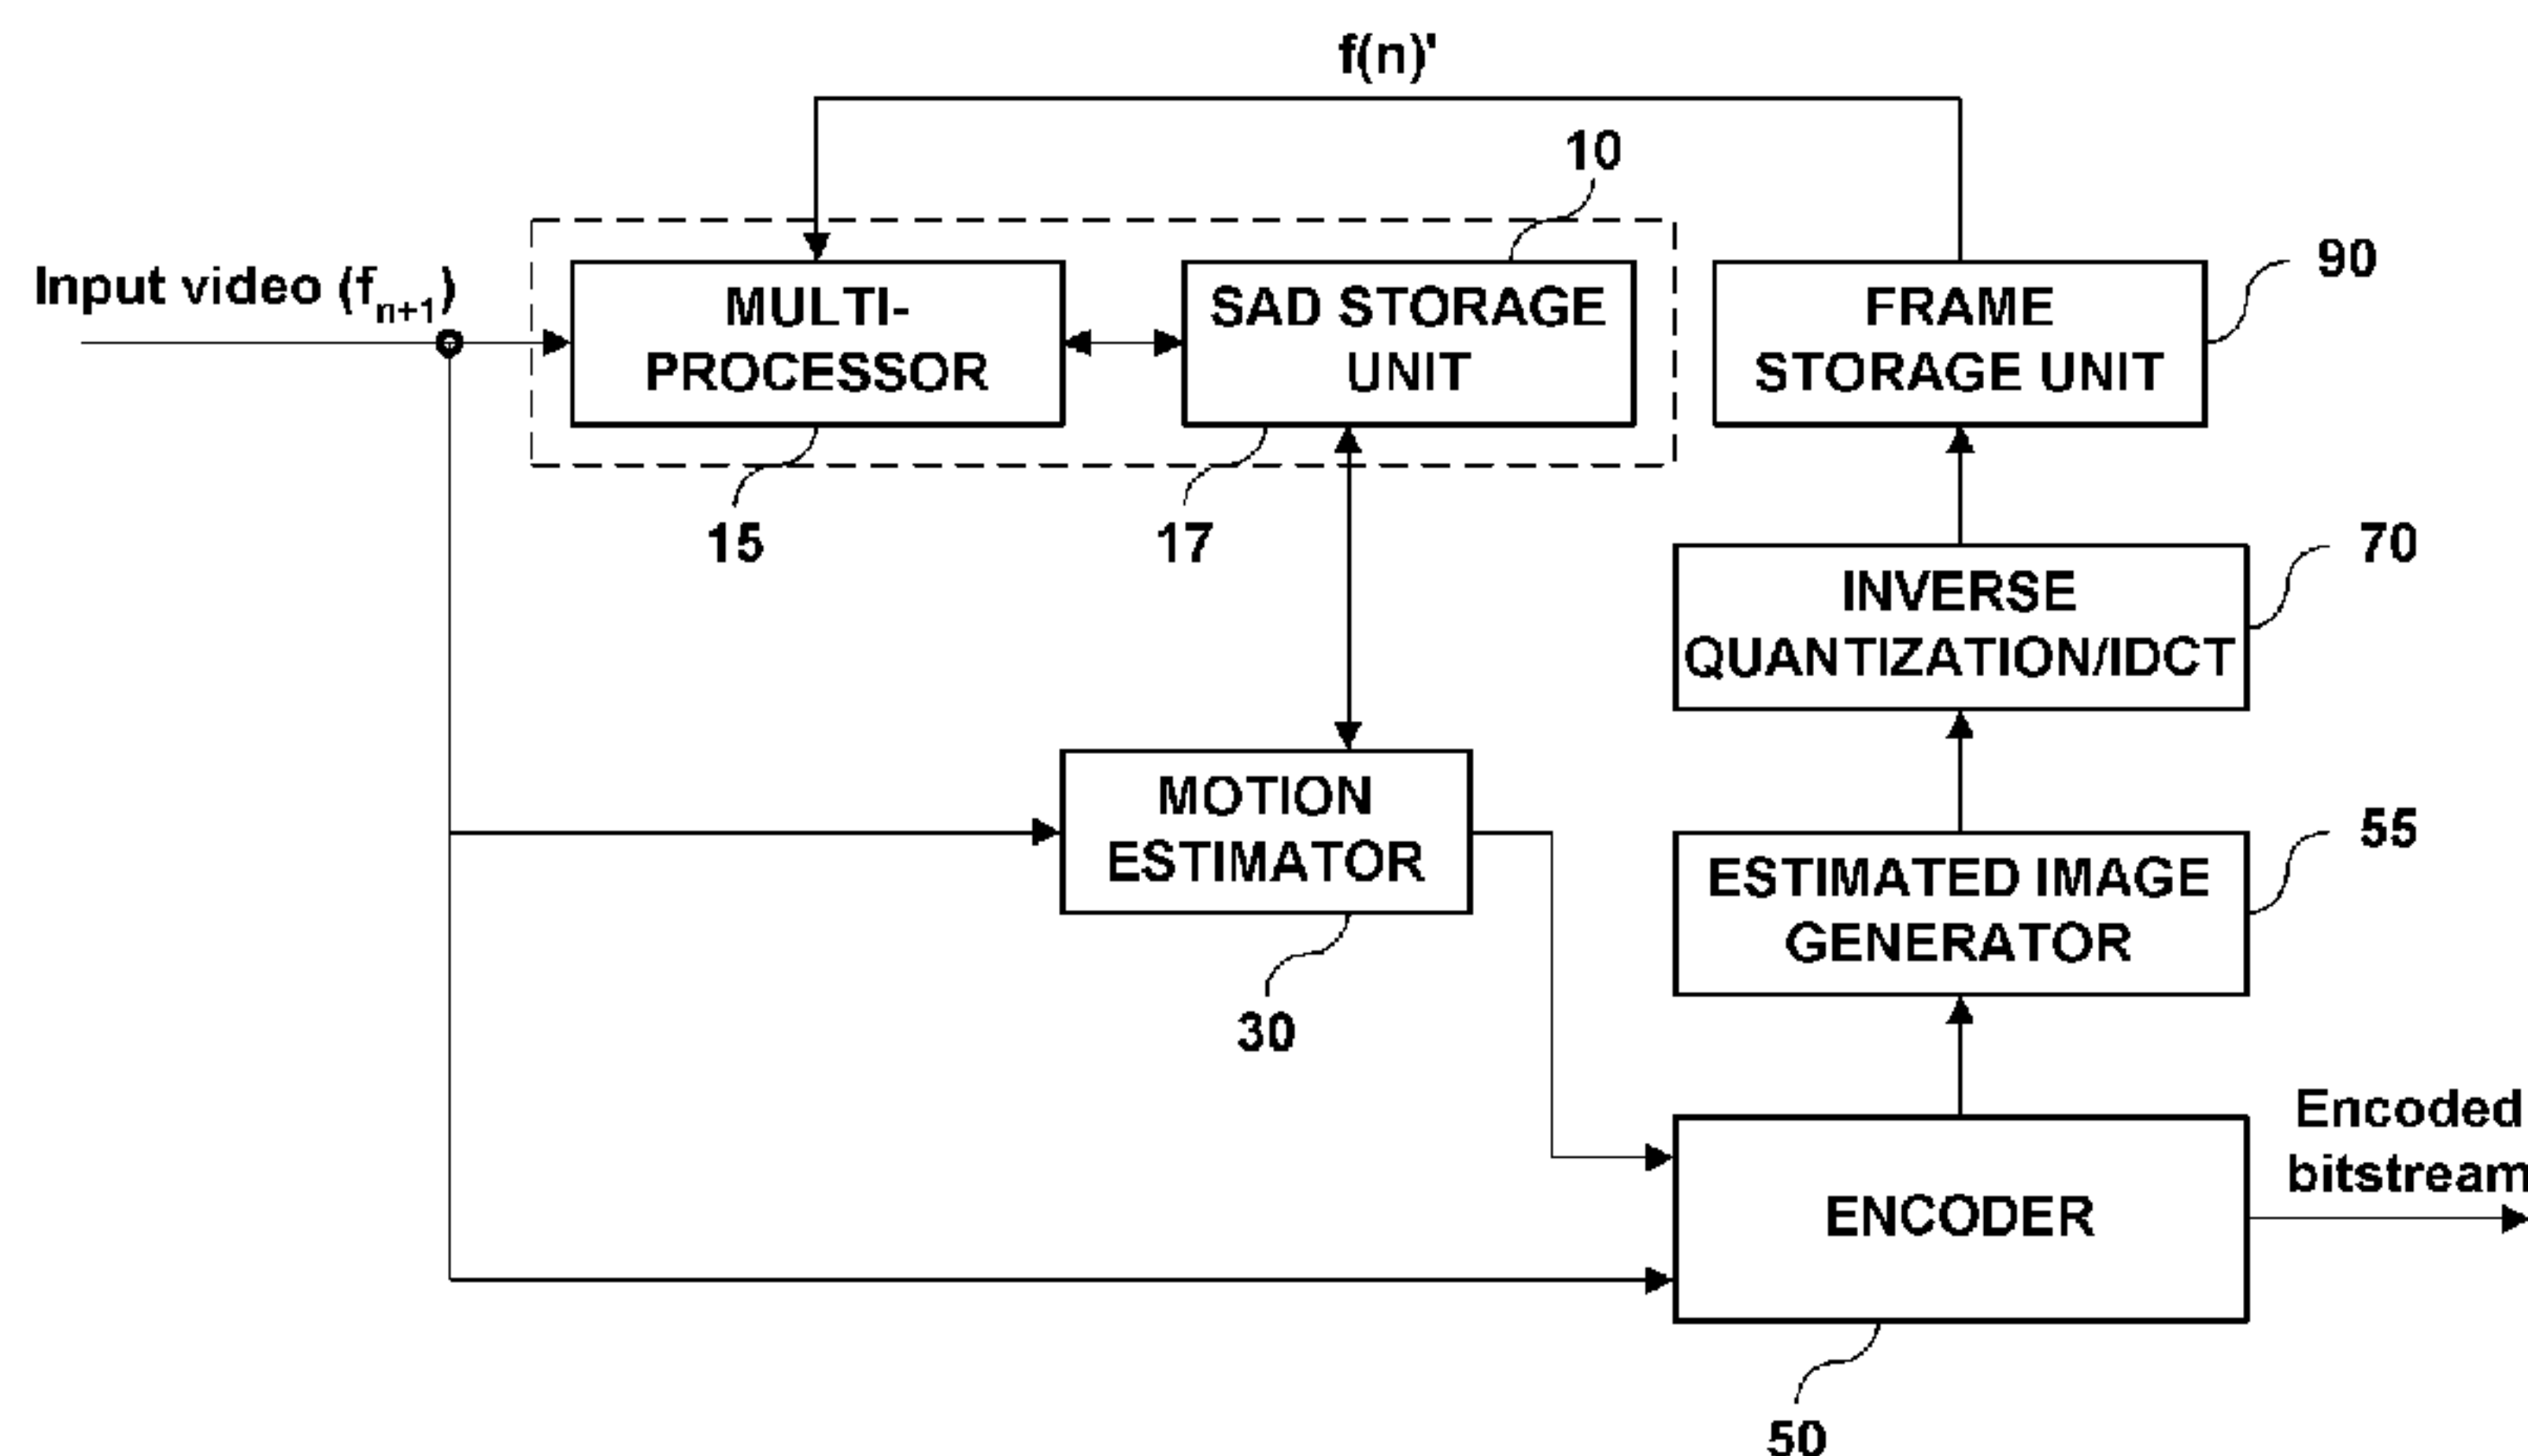 f(n)'
10
Input video (fn+1)
MULTI-
PROCESSOR
SAD STORAGE
UNIT
FRAME
STORAGE UNIT
90
15
17
INVERSE
QUANTIZATION/IDCT
70
MOTION
ESTIMATOR
30
ESTIMATED IMAGE
GENERATOR
55
ENCODER
Encoded
bitstream
50